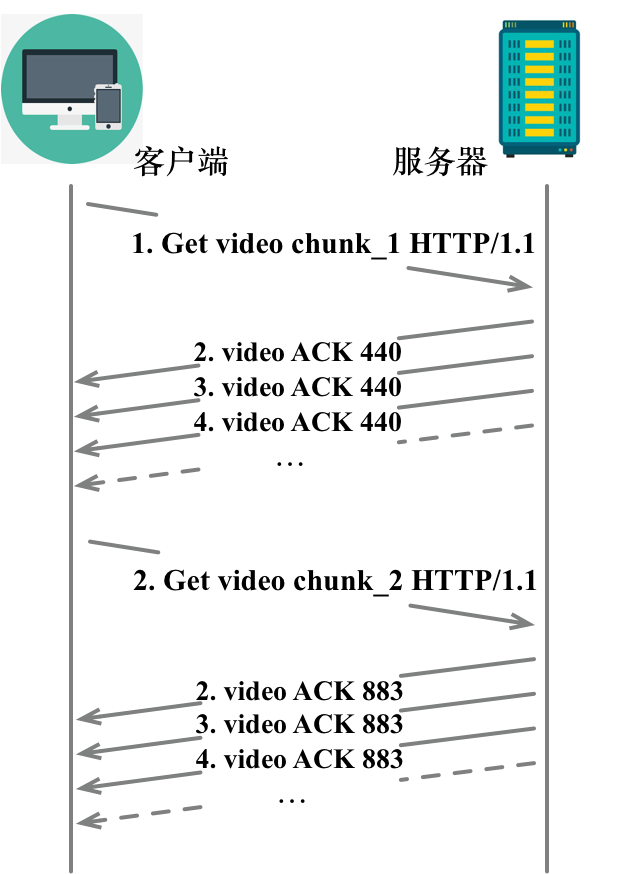 客户端
服务器
1. Get video chunk_1 HTTP/1.1
2. video ACK 440
3. video ACK 440
4. video ACK 440
...
2. Get video chunk_2 HTTP/1.1
2. video ACK 883
3. video ACK 883
4. video ACK 883
...